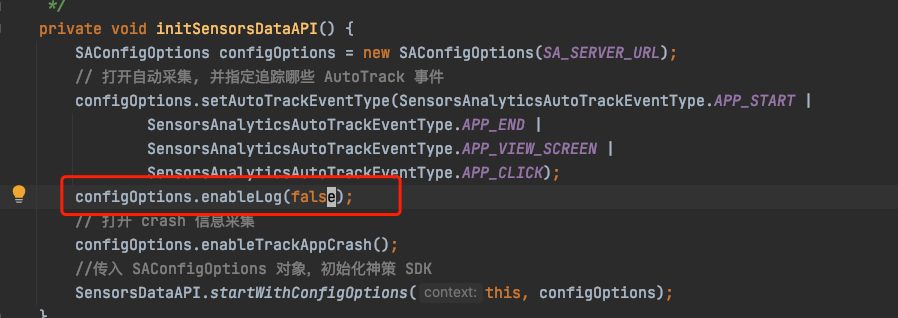 */
private void initSensorsDataAPI() {
SAConfigOptions configOptions = new SAConfigOptions(SA_SERVER_URL);
// 打开自动采集, 并指定追踪哪些 AutoTrack 事件
configOptions.setAutoTrackEventType(SensorsAnalyticsAutoTrackEventType.APP_START |
SensorsAnalyticsAutoTrackEventType.APP_END |
SensorsAnalyticsAutoTrackEventType.APP_VIEW_SCREEN |
SensorsAnalyticsAutoTrackEventType.APP_CLICK);
configOptions.enableLog(false);
// 打开 crash 信息采集
configOptions.enableTrackAppCrash();
//传入 SAConfigOptions 对象，初始化神策 SDK
SensorsDataAPI.startWithConfigOptions( context: this, configOptions);
}